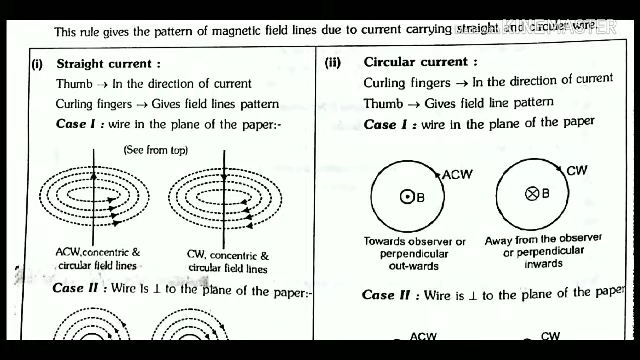 KINE MASTER
This rule gives the pattern of magnetic field lines due to current carrying straight and circular wire.
(i) Straight current :
Thumb → In the direction of current
Curling fingers → Gives field lines pattern
Case I : wire in the plane of the paper:-
(See from top)
ACW, concentric &
circular field lines
CW, concentric &
circular field lines
Case II : Wire is ⊥ to the plane of the paper:-
(ii) Circular current :
Curling fingers → In the direction of current
Thumb → Gives field line pattern
Case I : wire in the plane of the paper
ACW
B
CW
B
Towards observer or
perpendicular
out-wards
Away from the observer
or perpendicular
inwards
Case II : Wire is ⊥ to the plane of the paper
ACW
CW